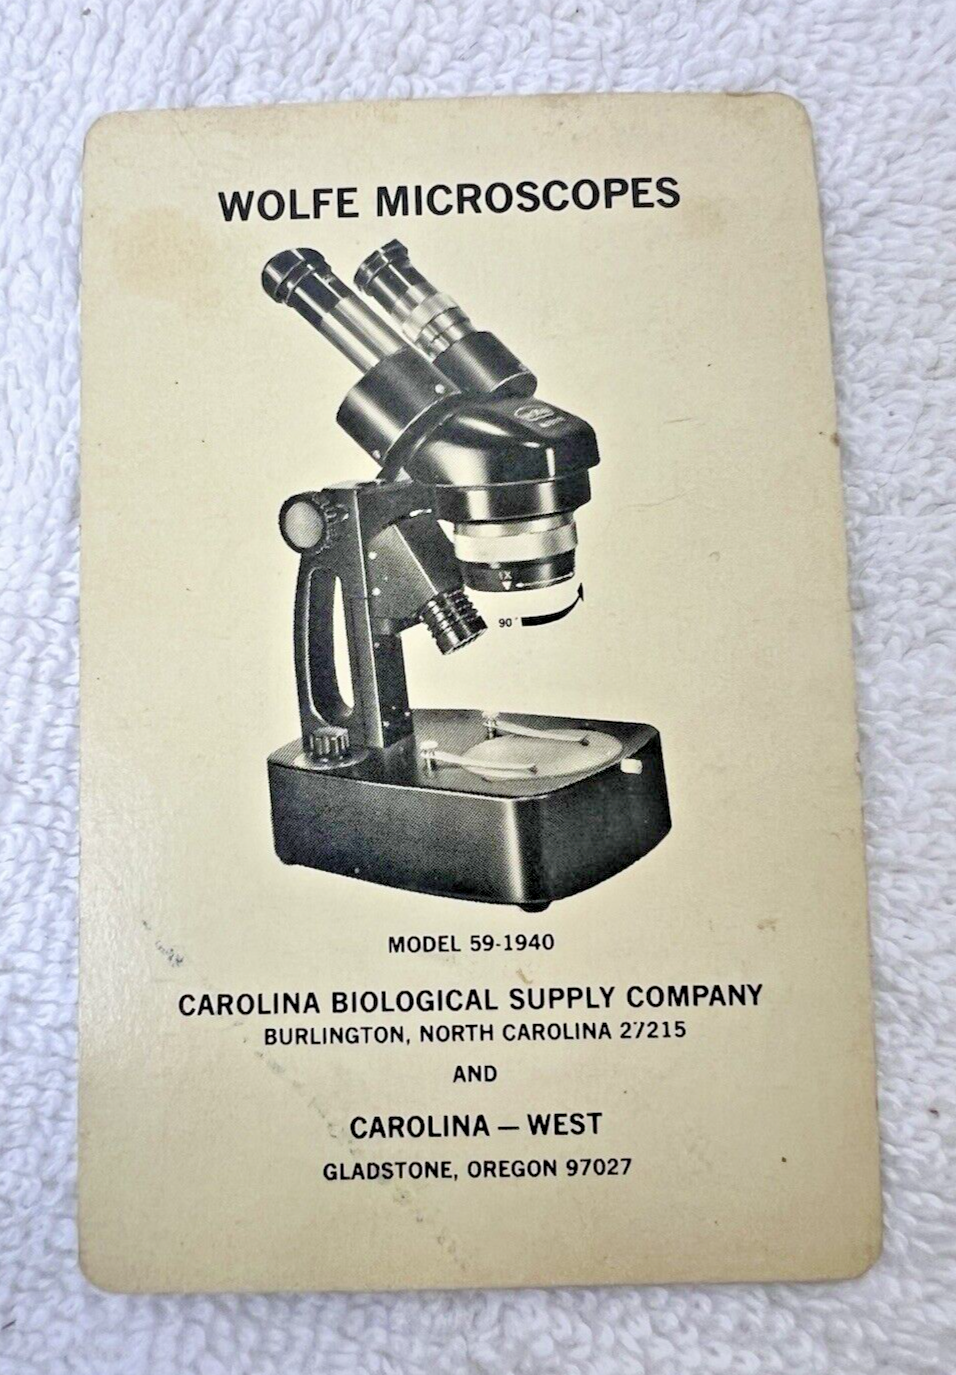 WOLFE MICROSCOPES
1X
90°
MODEL 59-1940
CAROLINA BIOLOGICAL SUPPLY COMPANY
BURLINGTON, NORTH CAROLINA 27215
AND
CAROLINA — WEST
GLADSTONE, OREGON 97027